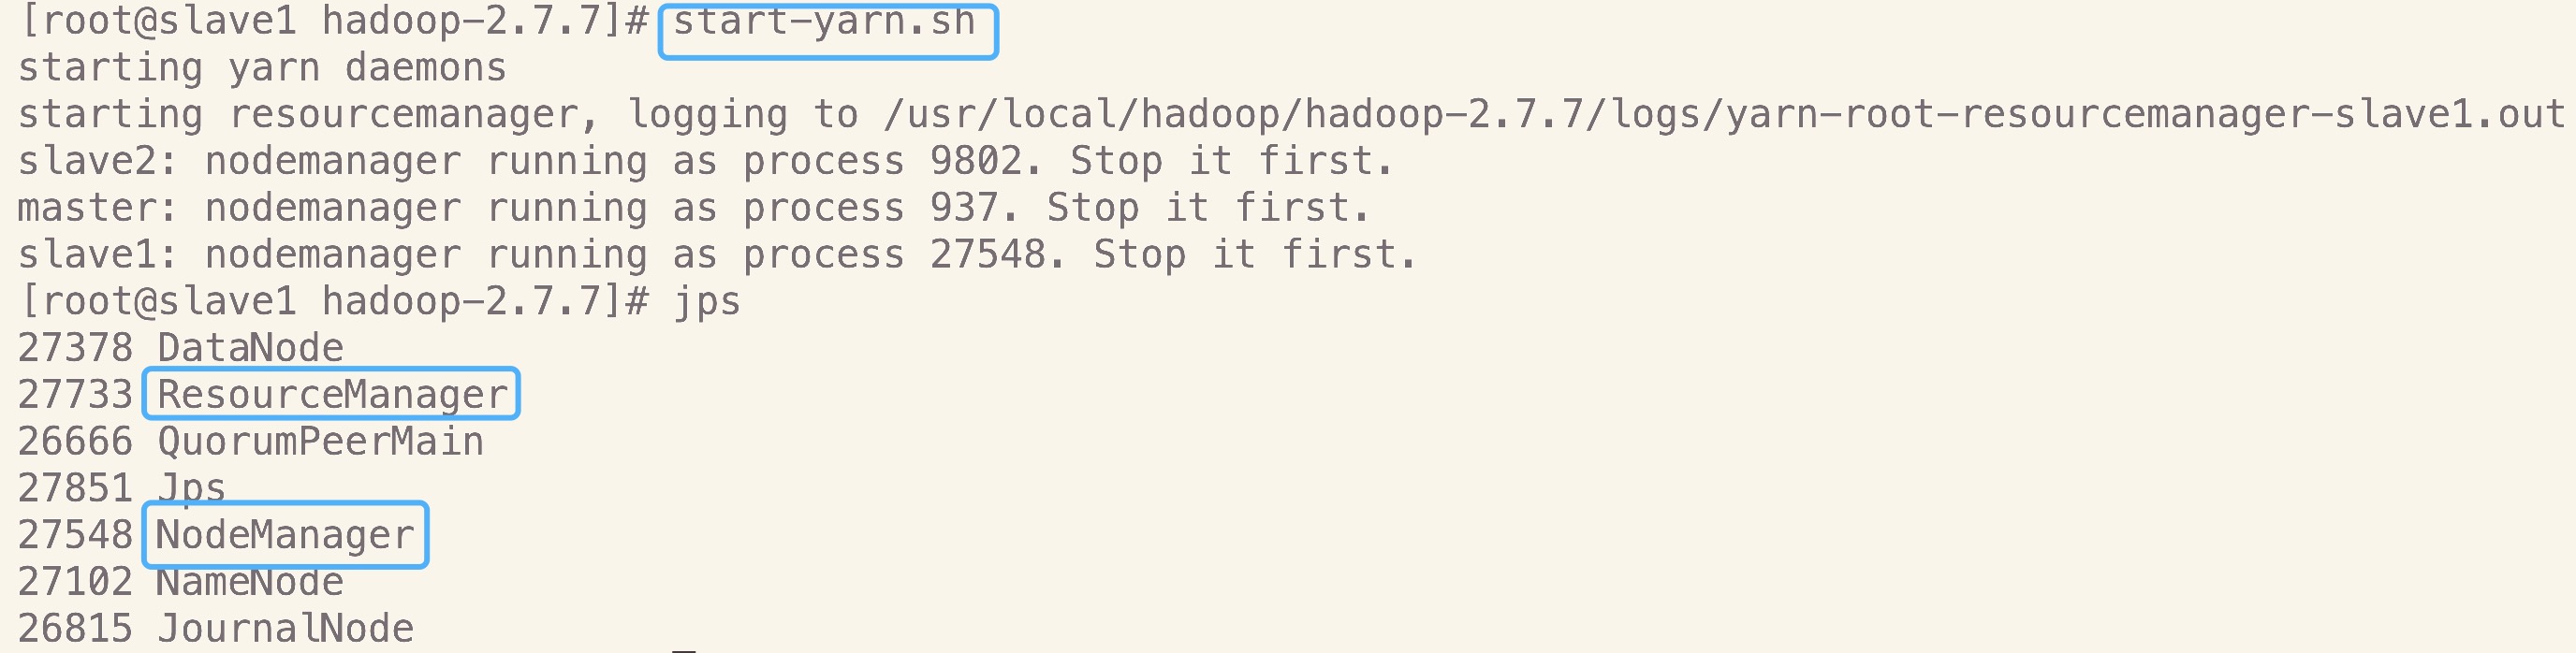 [root@slave1 hadoop-2.7.7]# start-yarn.sh
starting yarn daemons
starting resourcemanager, logging to /usr/local/hadoop/hadoop-2.7.7/logs/yarn-root-resourcemanager-slave1.out
slave2: nodemanager running as process 9802. Stop it first.
master: nodemanager running as process 937. Stop it first.
slave1: nodemanager running as process 27548. Stop it first.
[root@slave1 hadoop-2.7.7]# jps
27378 DataNode
27733 ResourceManager
26666 QuorumPeerMain
27851 Jps
27548 NodeManager
27102 NameNode
26815 JournalNode